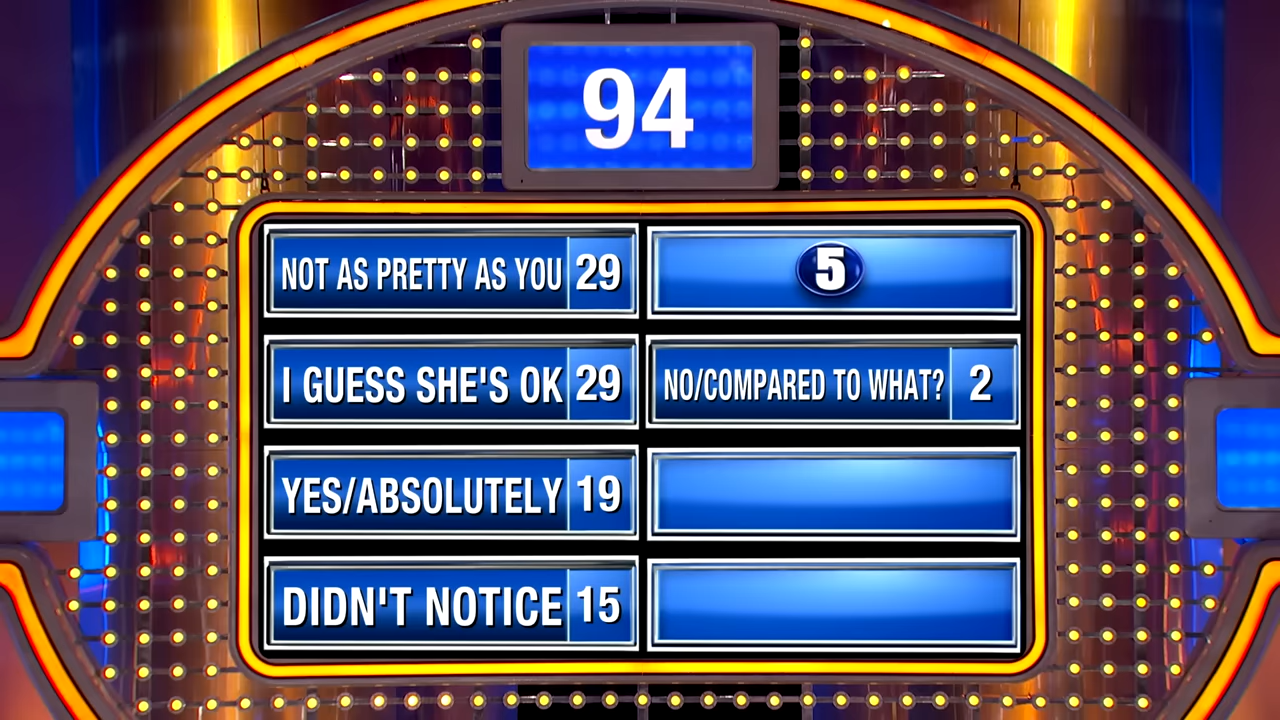 94
NOT AS PRETTY AS YOU 29
I GUESS SHE'S OK 29
YES/ABSOLUTELY 19
DIDN'T NOTICE 15
5
NO/COMPARED TO WHAT? 2